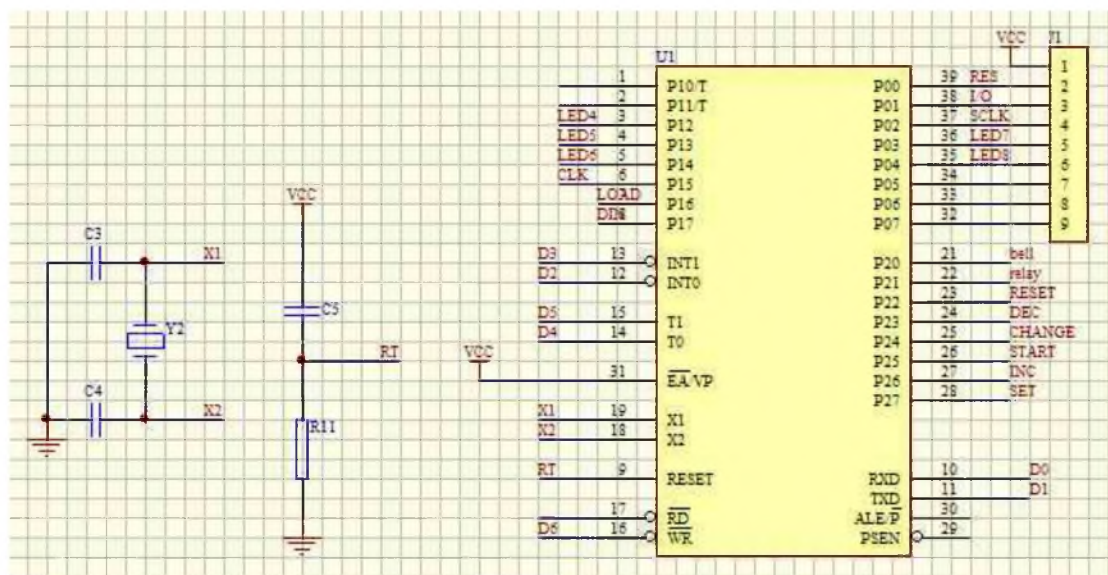 C3
X1
Y2
C4
X2
VCC
C5
RT
R11
VCC
U1
1 P10/T
2 P11/T
LED4 3 P12
LED5 4 P13
LED6 5 P14
CLK 6 P15
LOAD P16
DIN P17
D3 13 INT1
D2 12 INT0
D5 15 T1
D4 14 T0
31 EA/VP
X1 19 X1
X2 18 X2
RT 9 RESET
17 RD
D6 16 WR
P00 39 RES
P01 38 I/O
P02 37 SCLK
P03 36 LED7
P04 35 LED8
P05 34
P06 33
P07 32
P20 21 bell
P21 22 relay
P22 23 RESET
P23 24 DEC
P24 25 CHANGE
P25 26 START
P26 27 INC
P27 28 SET
RXD 10 D0
TXD 11 D1
ALE/P 30
PSEN 29
VCC
J1
1
2
3
4
5
6
7
8
9